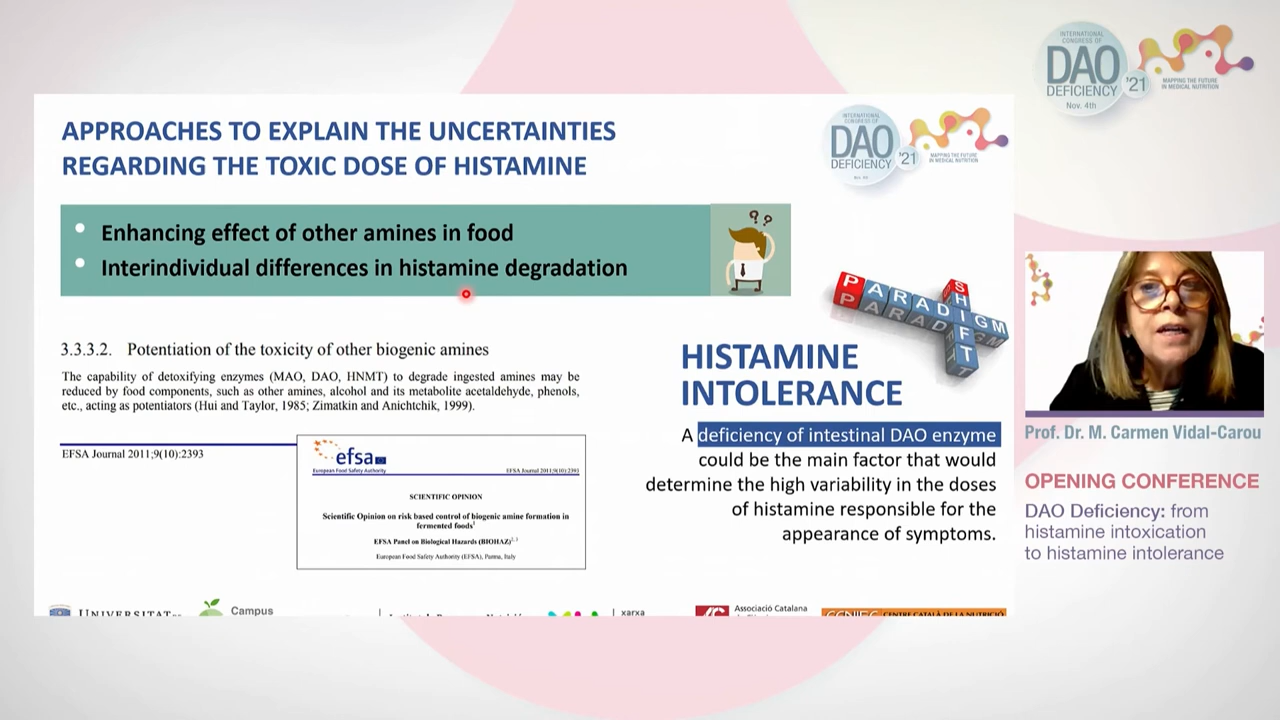 INTERNATIONAL
CONGRESS OF
DAO
DEFICIENCY
'21
Nov. 4th
MAPPING THE FUTURE
IN MEDICAL NUTRITION
APPROACHES TO EXPLAIN THE UNCERTAINTIES
REGARDING THE TOXIC DOSE OF HISTAMINE
INTERNATIONAL
CONGRESS OF
DAO
DEFICIENCY
'21
MAPPING THE FUTURE
IN MEDICAL NUTRITION
• Enhancing effect of other amines in food
• Interindividual differences in histamine degradation
??
PARADIGM
SHIFT
3.3.3.2. Potentiation of the toxicity of other biogenic amines
The capability of detoxifying enzymes (MAO, DAO, HNMT) to degrade ingested amines may be
reduced by food components, such as other amines, alcohol and its metabolite acetaldehyde, phenols,
etc., acting as potentiators (Hui and Taylor, 1985; Zimatkin and Anichtchik, 1999).
EFSA Journal 2011;9(10):2393
efsa
European Food Safety Authority
EFSA Journal 2011;9(10):2393
SCIENTIFIC OPINION
Scientific Opinion on risk based control of biogenic amine formation in
fermented foods1
EFSA Panel on Biological Hazards (BIOHAZ)2,3
European Food Safety Authority (EFSA), Parma, Italy
HISTAMINE
INTOLERANCE
A deficiency of intestinal DAO enzyme
could be the main factor that would
determine the high variability in the doses
of histamine responsible for the
appearance of symptoms.
Campus
xarxa
Associació Catalana
CENTRE CATALÀ DE LA NUTRICIÓ
Prof. Dr. M. Carmen Vidal-Carou
OPENING CONFERENCE
DAO Deficiency: from
histamine intoxication
to histamine intolerance